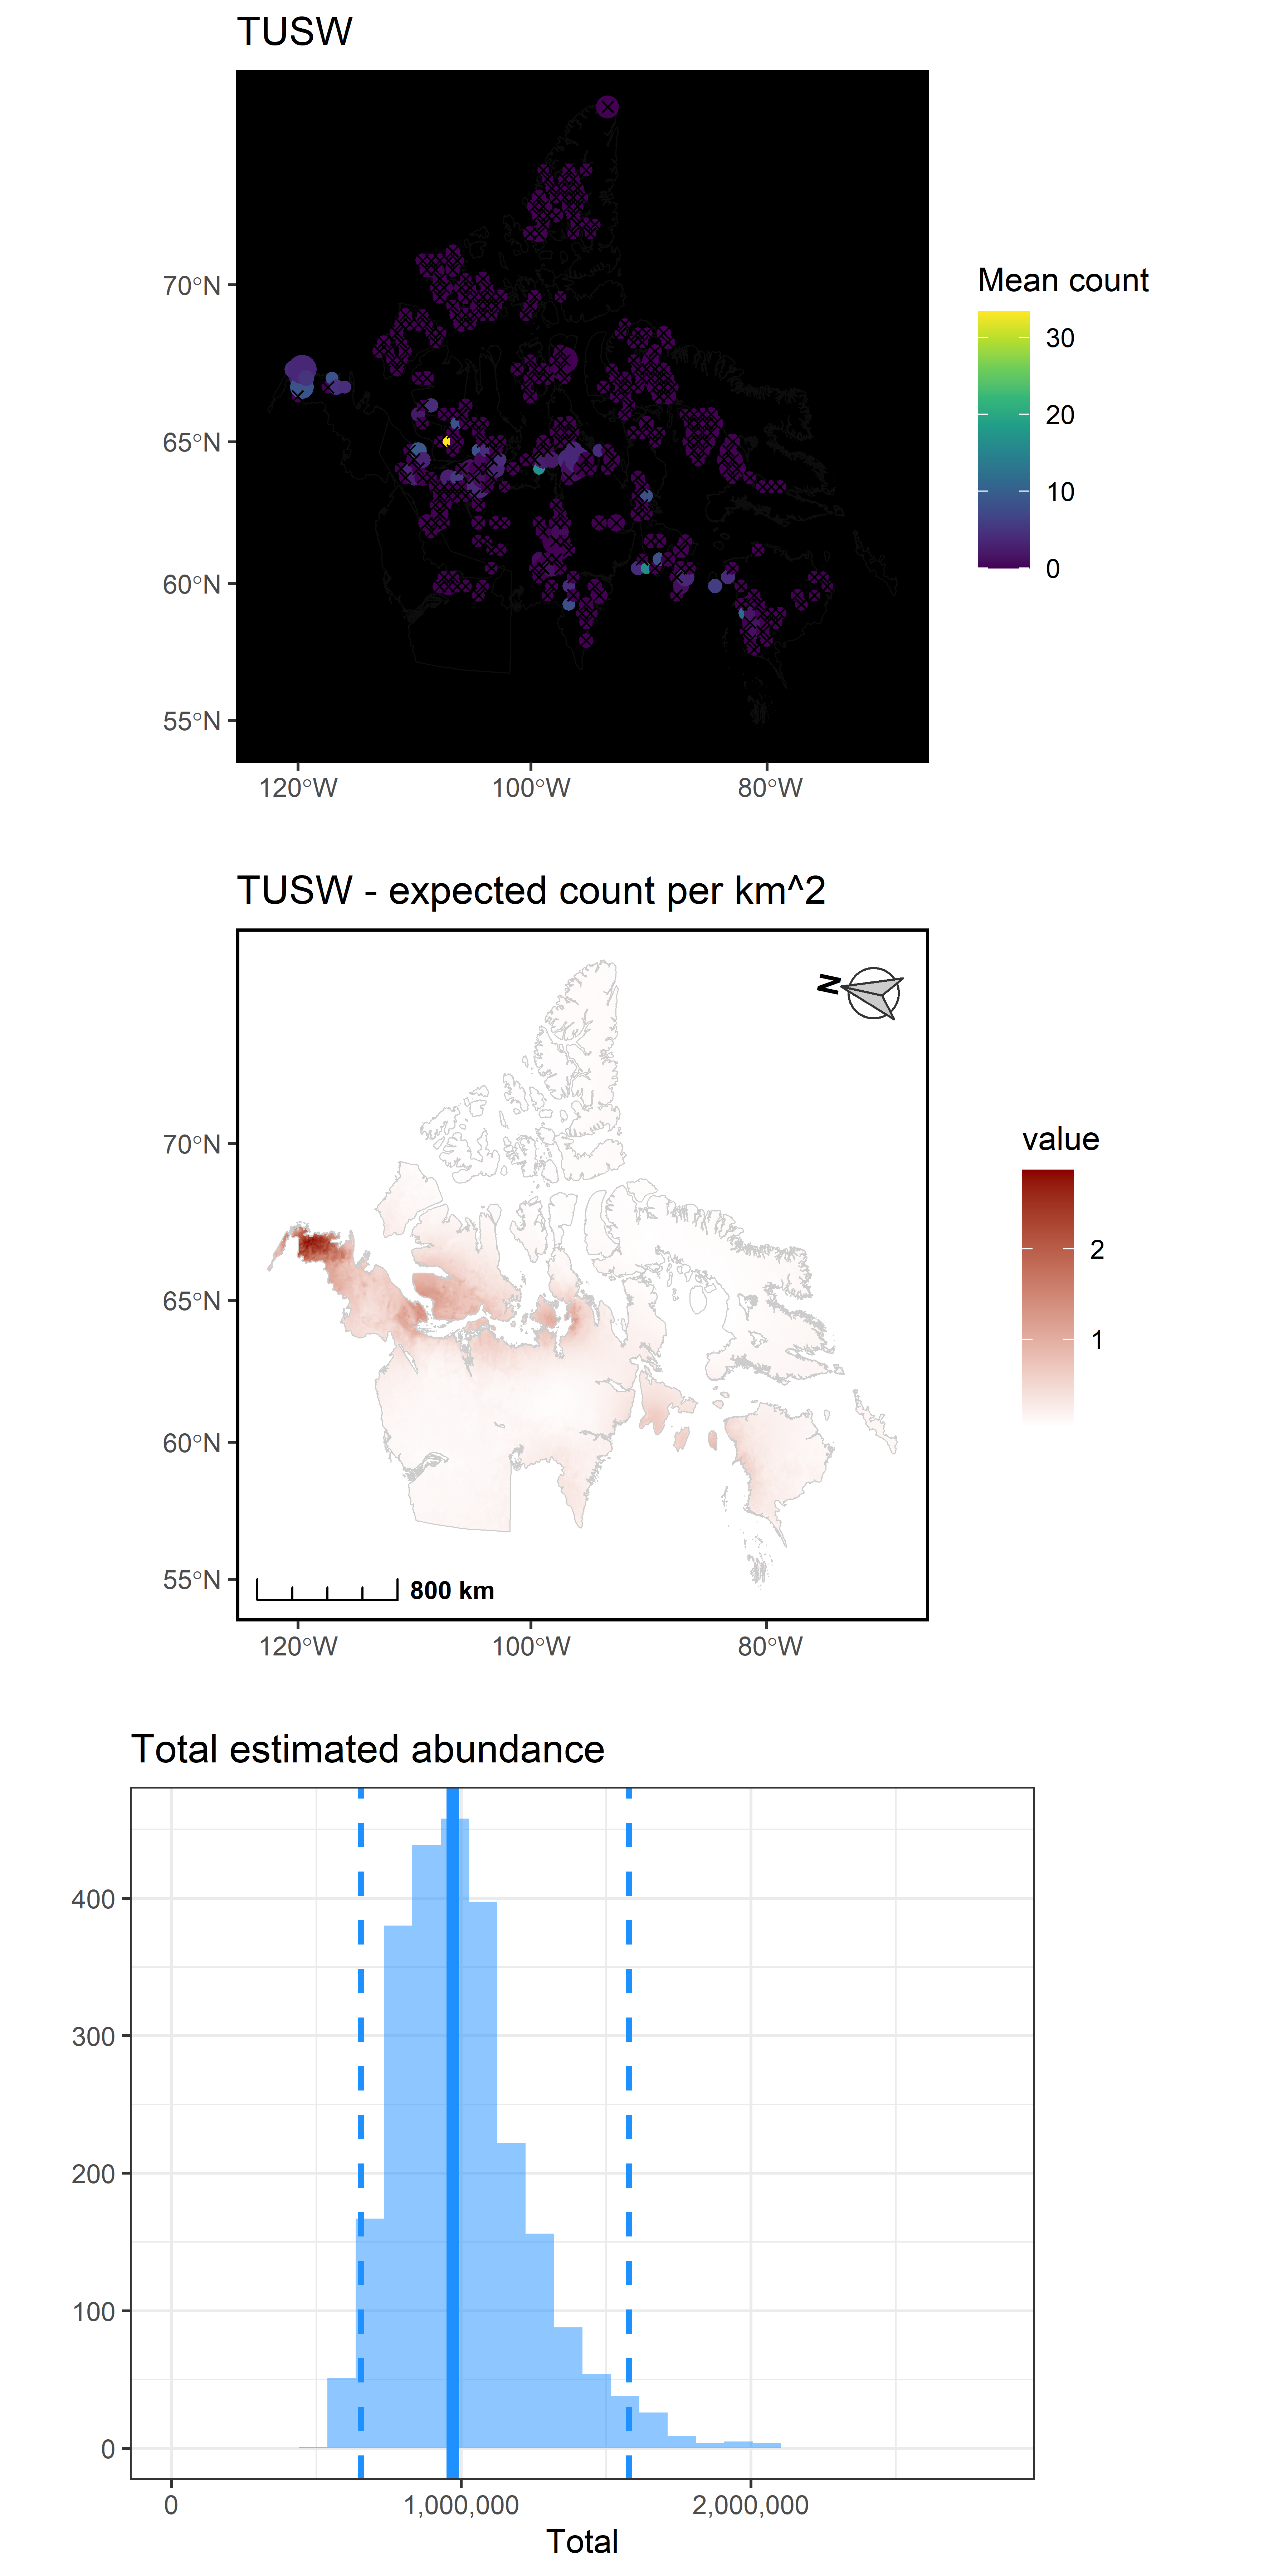 TUSW
70°N
65°N
60°N
55°N
120°W 100°W 80°W
Mean count
30
20
10
0
TUSW - expected count per km^2
N
70°N
65°N
60°N
55°N
800 km
120°W 100°W 80°W
value
2
1
Total estimated abundance
400
300
200
100
0
0 1,000,000 2,000,000
Total